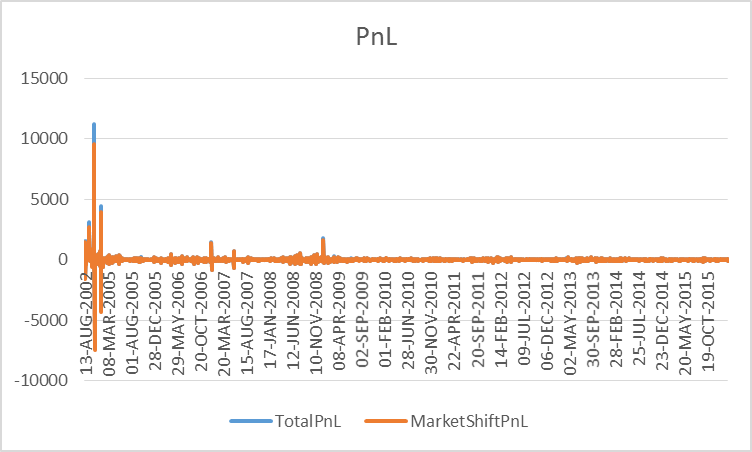 PnL
15000
10000
5000
0
-5000
-10000
13-AUG-2002
08-MAR-2005
01-AUG-2005
28-DEC-2005
29-MAY-2006
20-OCT-2006
20-MAR-2007
15-AUG-2007
17-JAN-2008
12-JUN-2008
10-NOV-2008
08-APR-2009
02-SEP-2009
01-FEB-2010
28-JUN-2010
30-NOV-2010
22-APR-2011
20-SEP-2011
14-FEB-2012
09-JUL-2012
06-DEC-2012
02-MAY-2013
30-SEP-2013
28-FEB-2014
25-JUL-2014
23-DEC-2014
20-MAY-2015
19-OCT-2015
TotalPnL
MarketShiftPnL